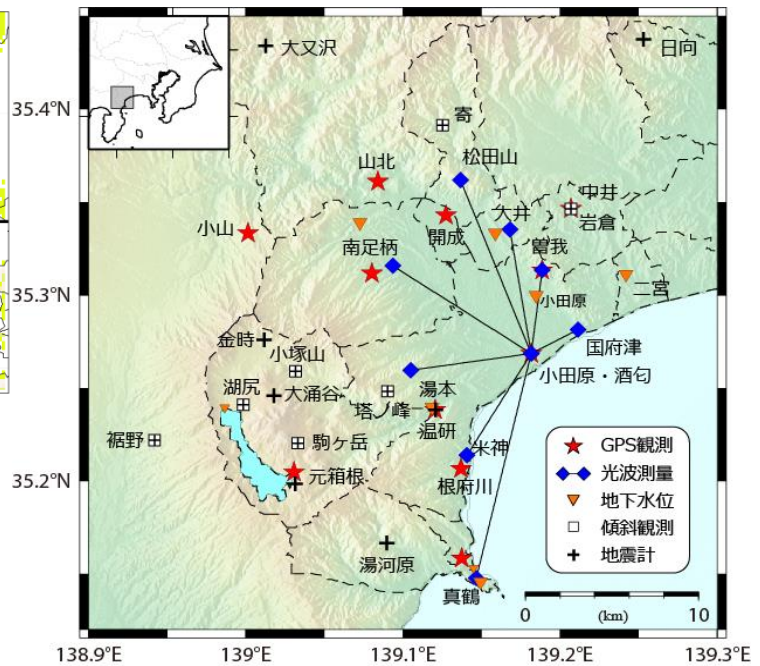 大又沢
日向
35.4°N
寄
山北
松田山
小山
開成
大井
中井
岩倉
南足柄
曽我
35.3°N
小田原
二宮
金時
小塚山
国府津
小田原・酒匂
湖尻
大涌谷
湯本
塔ノ峰
温研
裾野
駒ヶ岳
米神
35.2°N
元箱根
根府川
湯河原
真鶴
GPS観測
光波測量
地下水位
傾斜観測
地震計
0
(km)
10
138.9°E
139°E
139.1°E
139.2°E
139.3°E